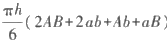 πh/6 ( 2AB + 2ab + Ab + aB )